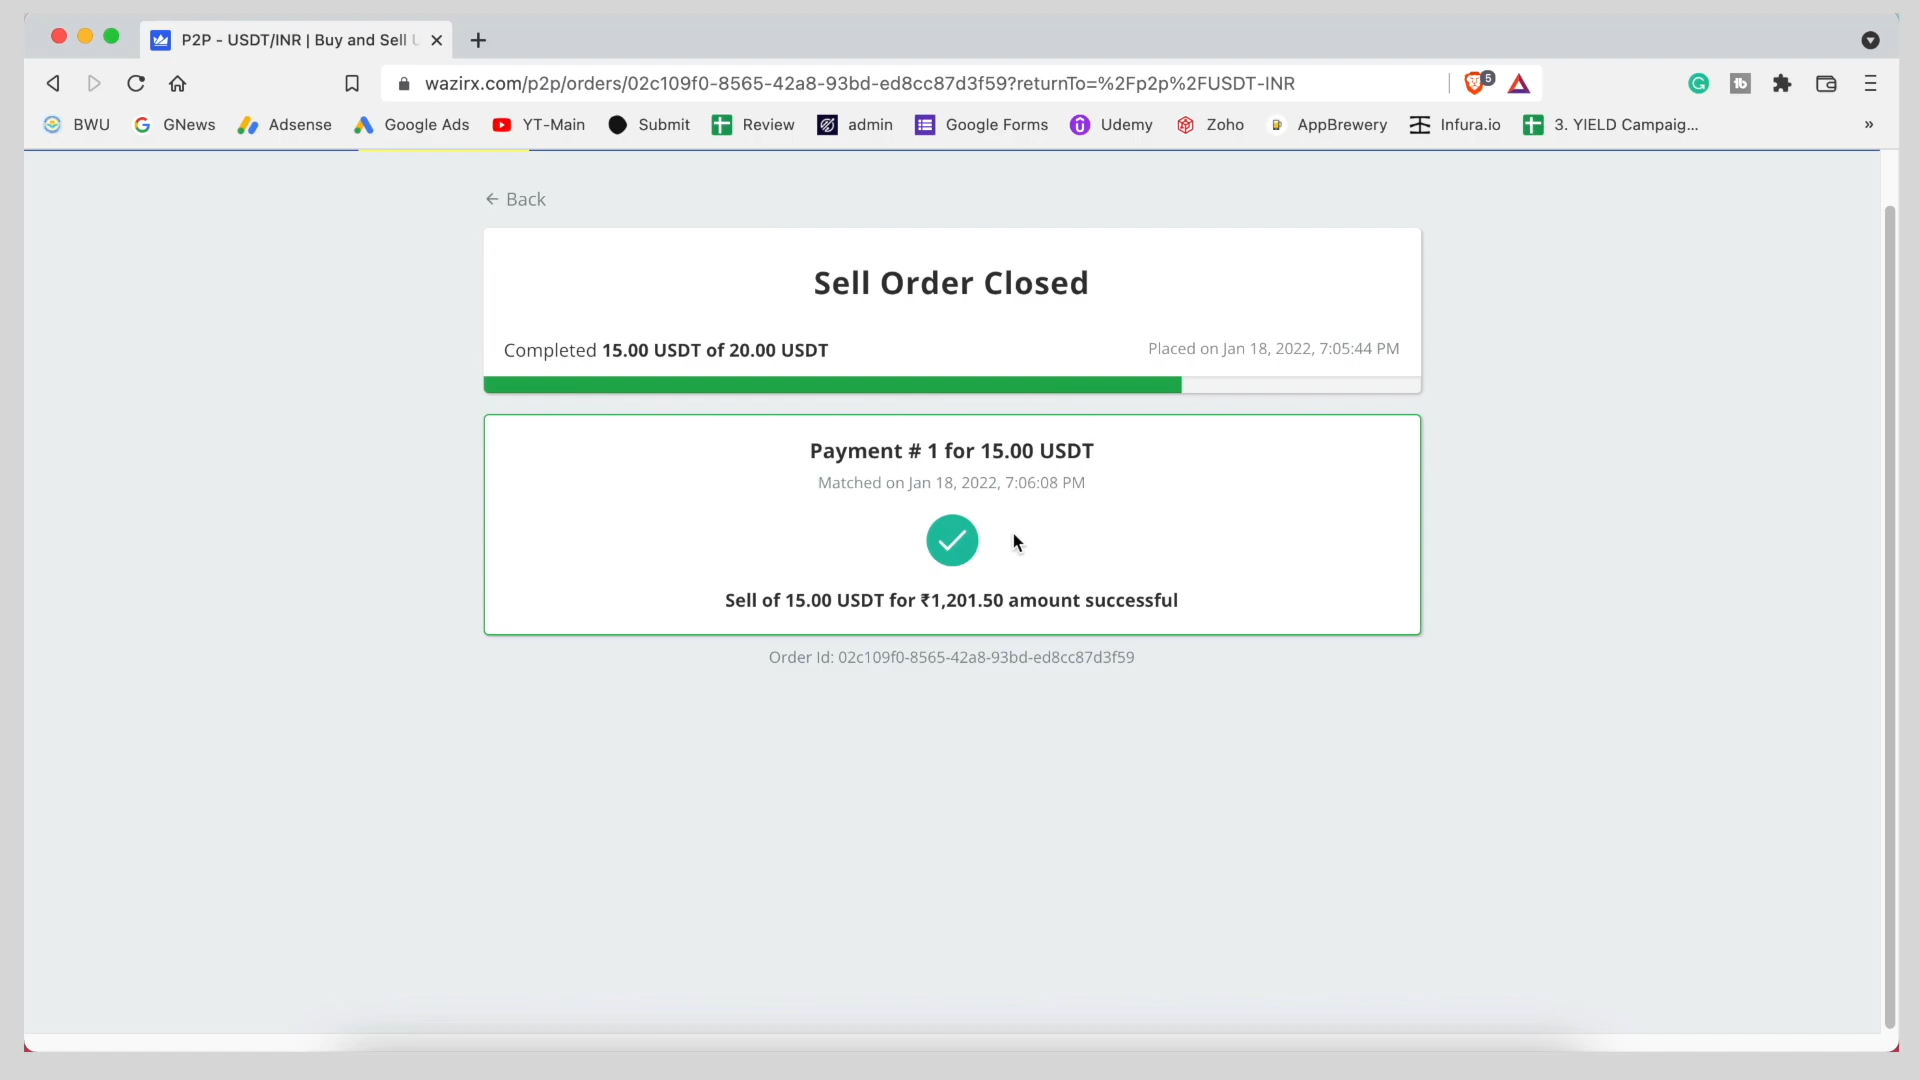 P2P - USDT/INR | Buy and Sell U
wazirx.com/p2p/orders/02c109f0-8565-42a8-93bd-ed8cc87d3f59?returnTo=%2Fp2p%2FUSDT-INR
5
BWU GNews Adsense Google Ads YT-Main Submit Review admin Google Forms Udemy Zoho AppBrewery Infura.io 3. YIELD Campaig... »
← Back
Sell Order Closed
Completed 15.00 USDT of 20.00 USDT
Placed on Jan 18, 2022, 7:05:44 PM
Payment # 1 for 15.00 USDT
Matched on Jan 18, 2022, 7:06:08 PM
Sell of 15.00 USDT for ₹1,201.50 amount successful
Order Id: 02c109f0-8565-42a8-93bd-ed8cc87d3f59